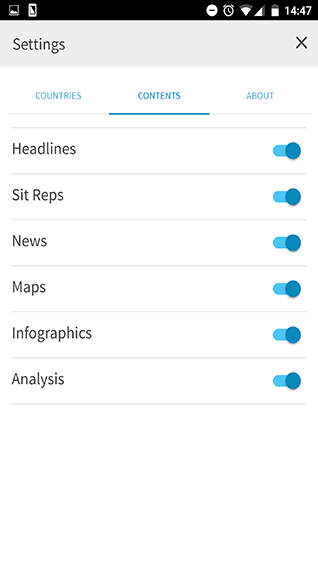 14:47
Settings
COUNTRIES CONTENTS ABOUT
Headlines
Sit Reps
News
Maps
Infographics
Analysis